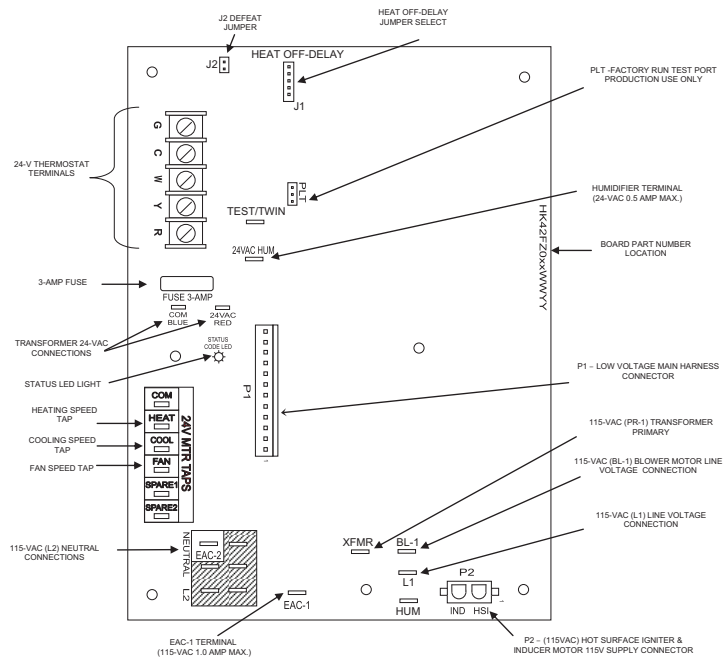 J2 DEFEAT
JUMPER
HEAT OFF-DELAY
JUMPER SELECT
J2
HEAT OFF-DELAY
J1
PLT -FACTORY RUN TEST PORT
PRODUCTION USE ONLY
24-V THERMOSTAT
TERMINALS
G
C
W
Y
R
PLT
TEST/TWIN
HUMIDIFIER TERMINAL
(24-VAC 0.5 AMP MAX.)
24VAC HUM
HK42FZ0xxWWYY
BOARD PART NUMBER
LOCATION
3-AMP FUSE
FUSE 3-AMP
COM
BLUE
24VAC
RED
TRANSFORMER 24-VAC
CONNECTIONS
STATUS
CODE LED
STATUS LED LIGHT
P1
1
P1 – LOW VOLTAGE MAIN HARNESS
CONNECTOR
COM
HEAT
COOL
FAN
SPARE1
SPARE2
24V MTR TAPS
HEATING SPEED
TAP
COOLING SPEED
TAP
FAN SPEED TAP
115-VAC (PR-1) TRANSFORMER
PRIMARY
115-VAC (BL-1) BLOWER MOTOR LINE
VOLTAGE CONNECTION
115-VAC (L1) LINE VOLTAGE
CONNECTION
115-VAC (L2) NEUTRAL
CONNECTIONS
NEUTRAL
L2
EAC-2
XFMR
BL-1
L1
P2
1
IND
HSI
HUM
EAC-1
EAC-1 TERMINAL
(115-VAC 1.0 AMP MAX.)
P2 – (115VAC) HOT SURFACE IGNITER &
INDUCER MOTOR 115V SUPPLY CONNECTOR